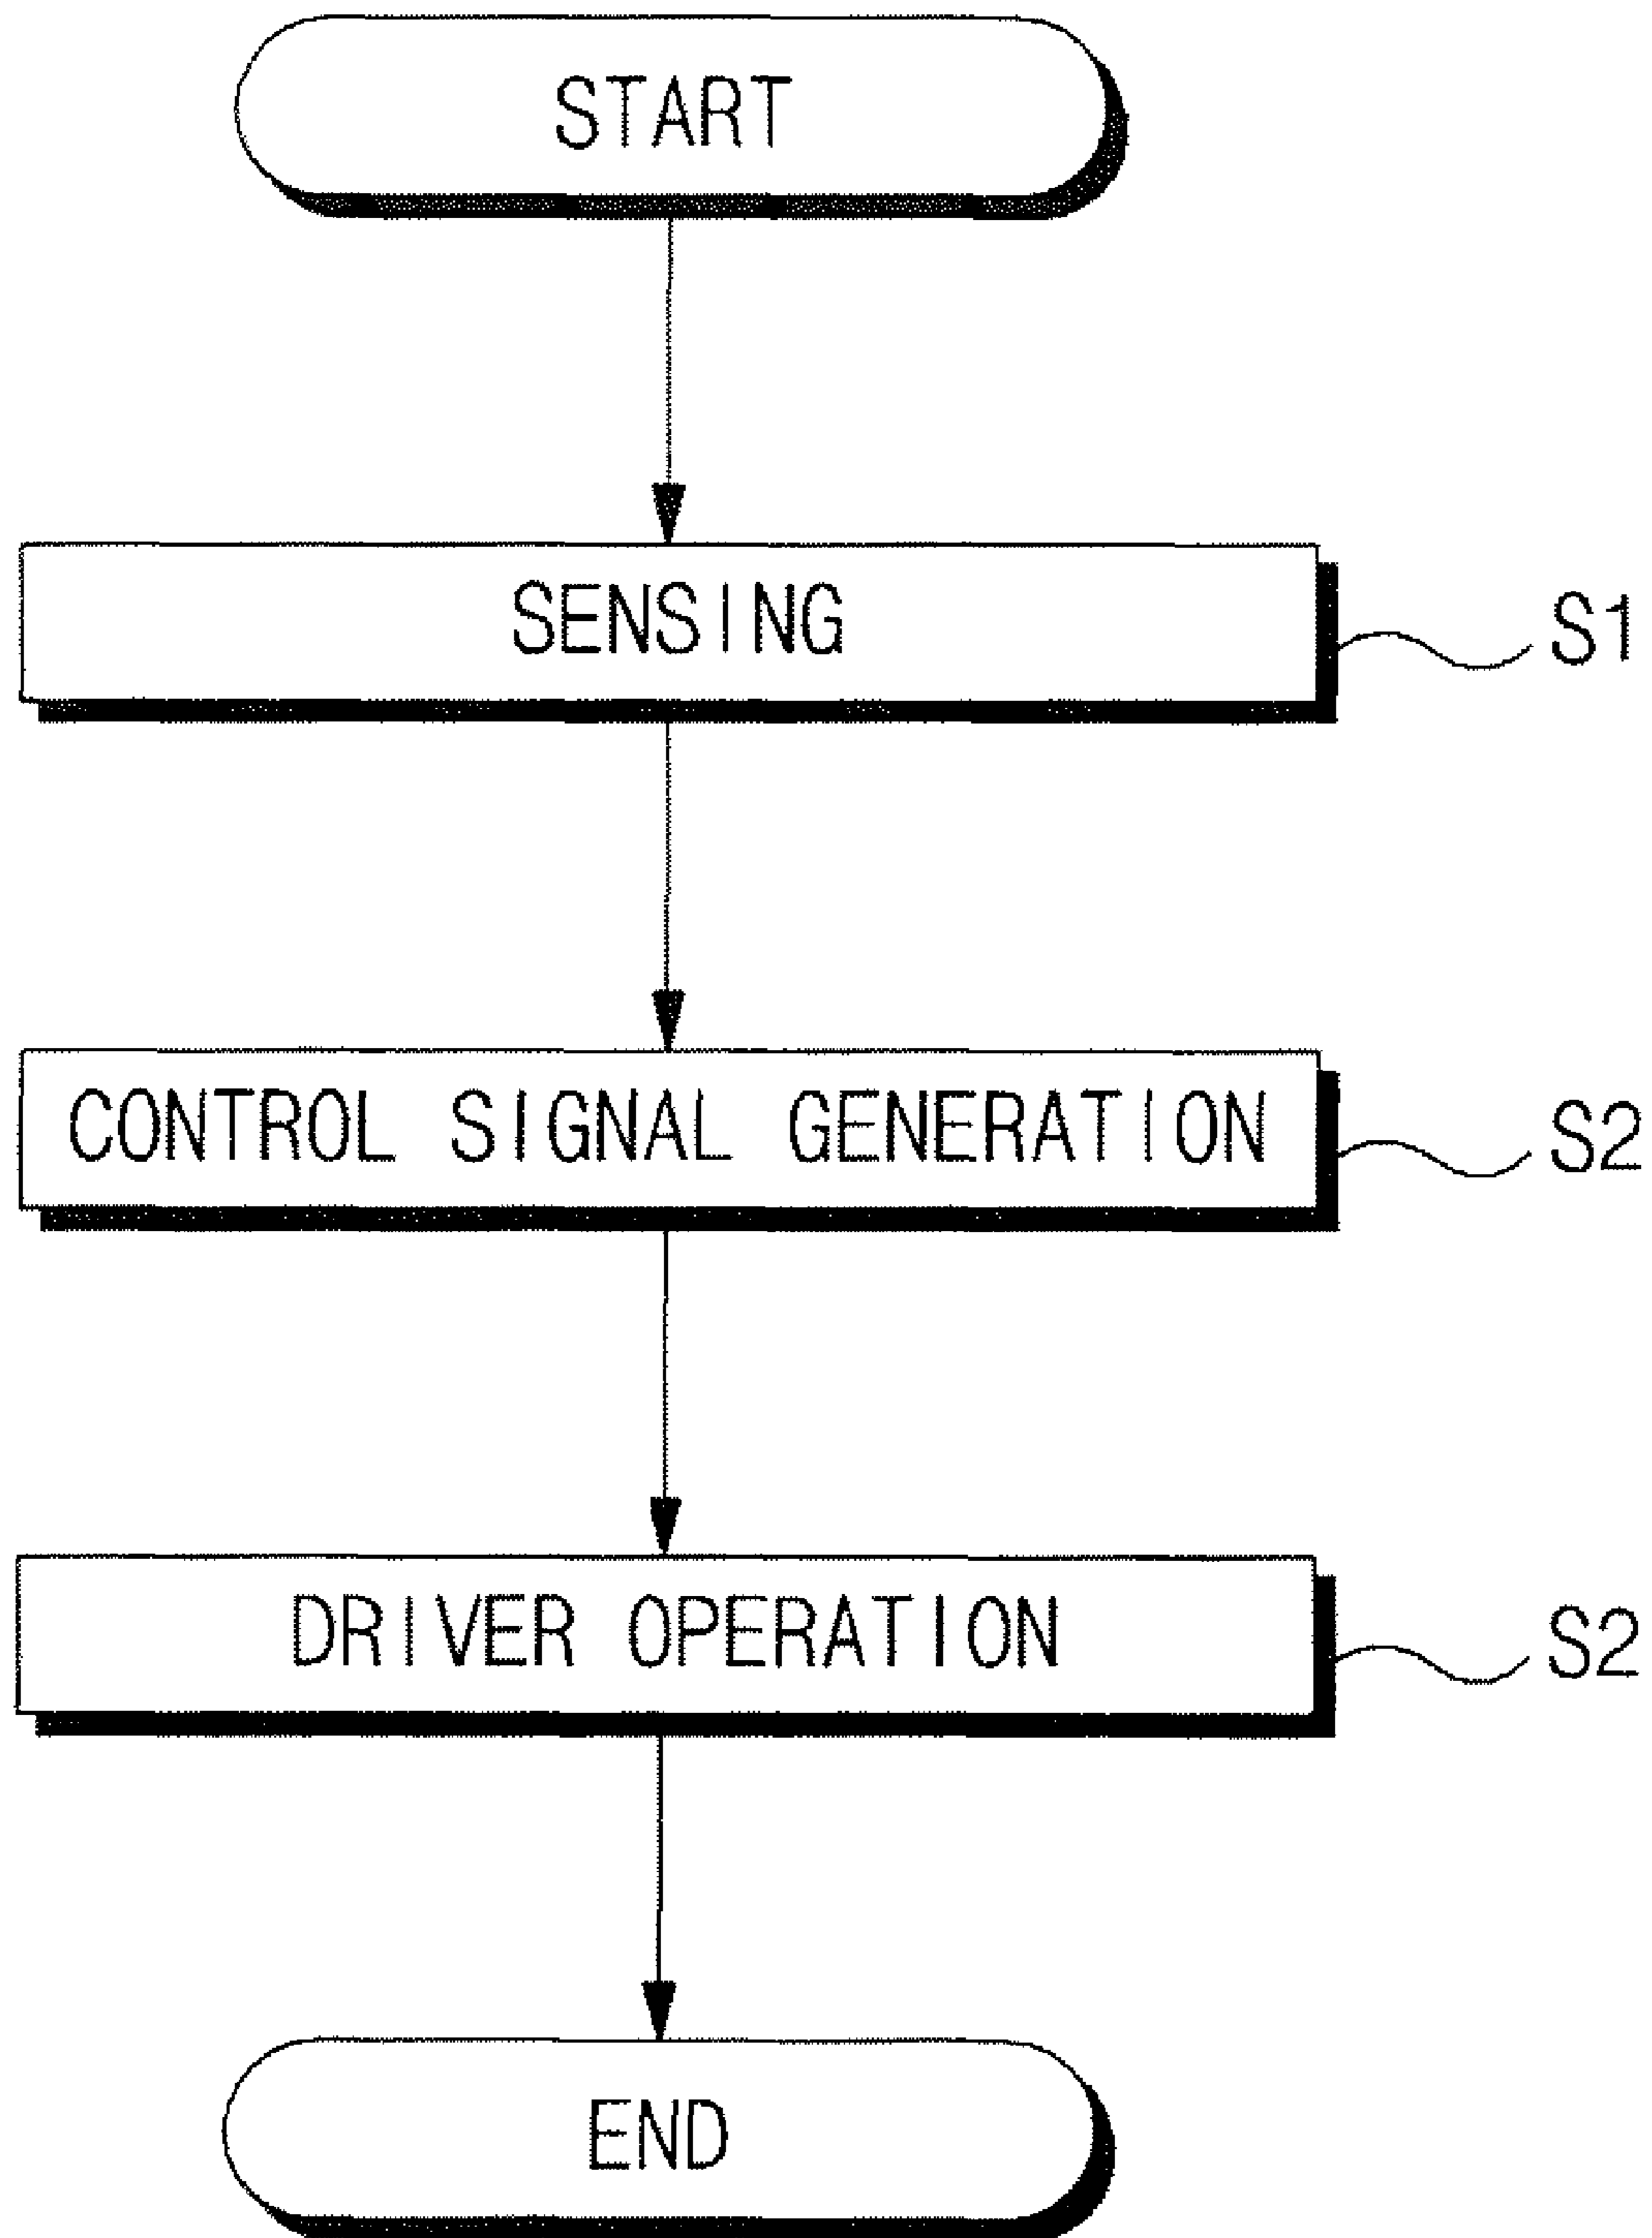 START
SENSING
S1
CONTROL SIGNAL GENERATION
S2
DRIVER OPERATION
S2
END